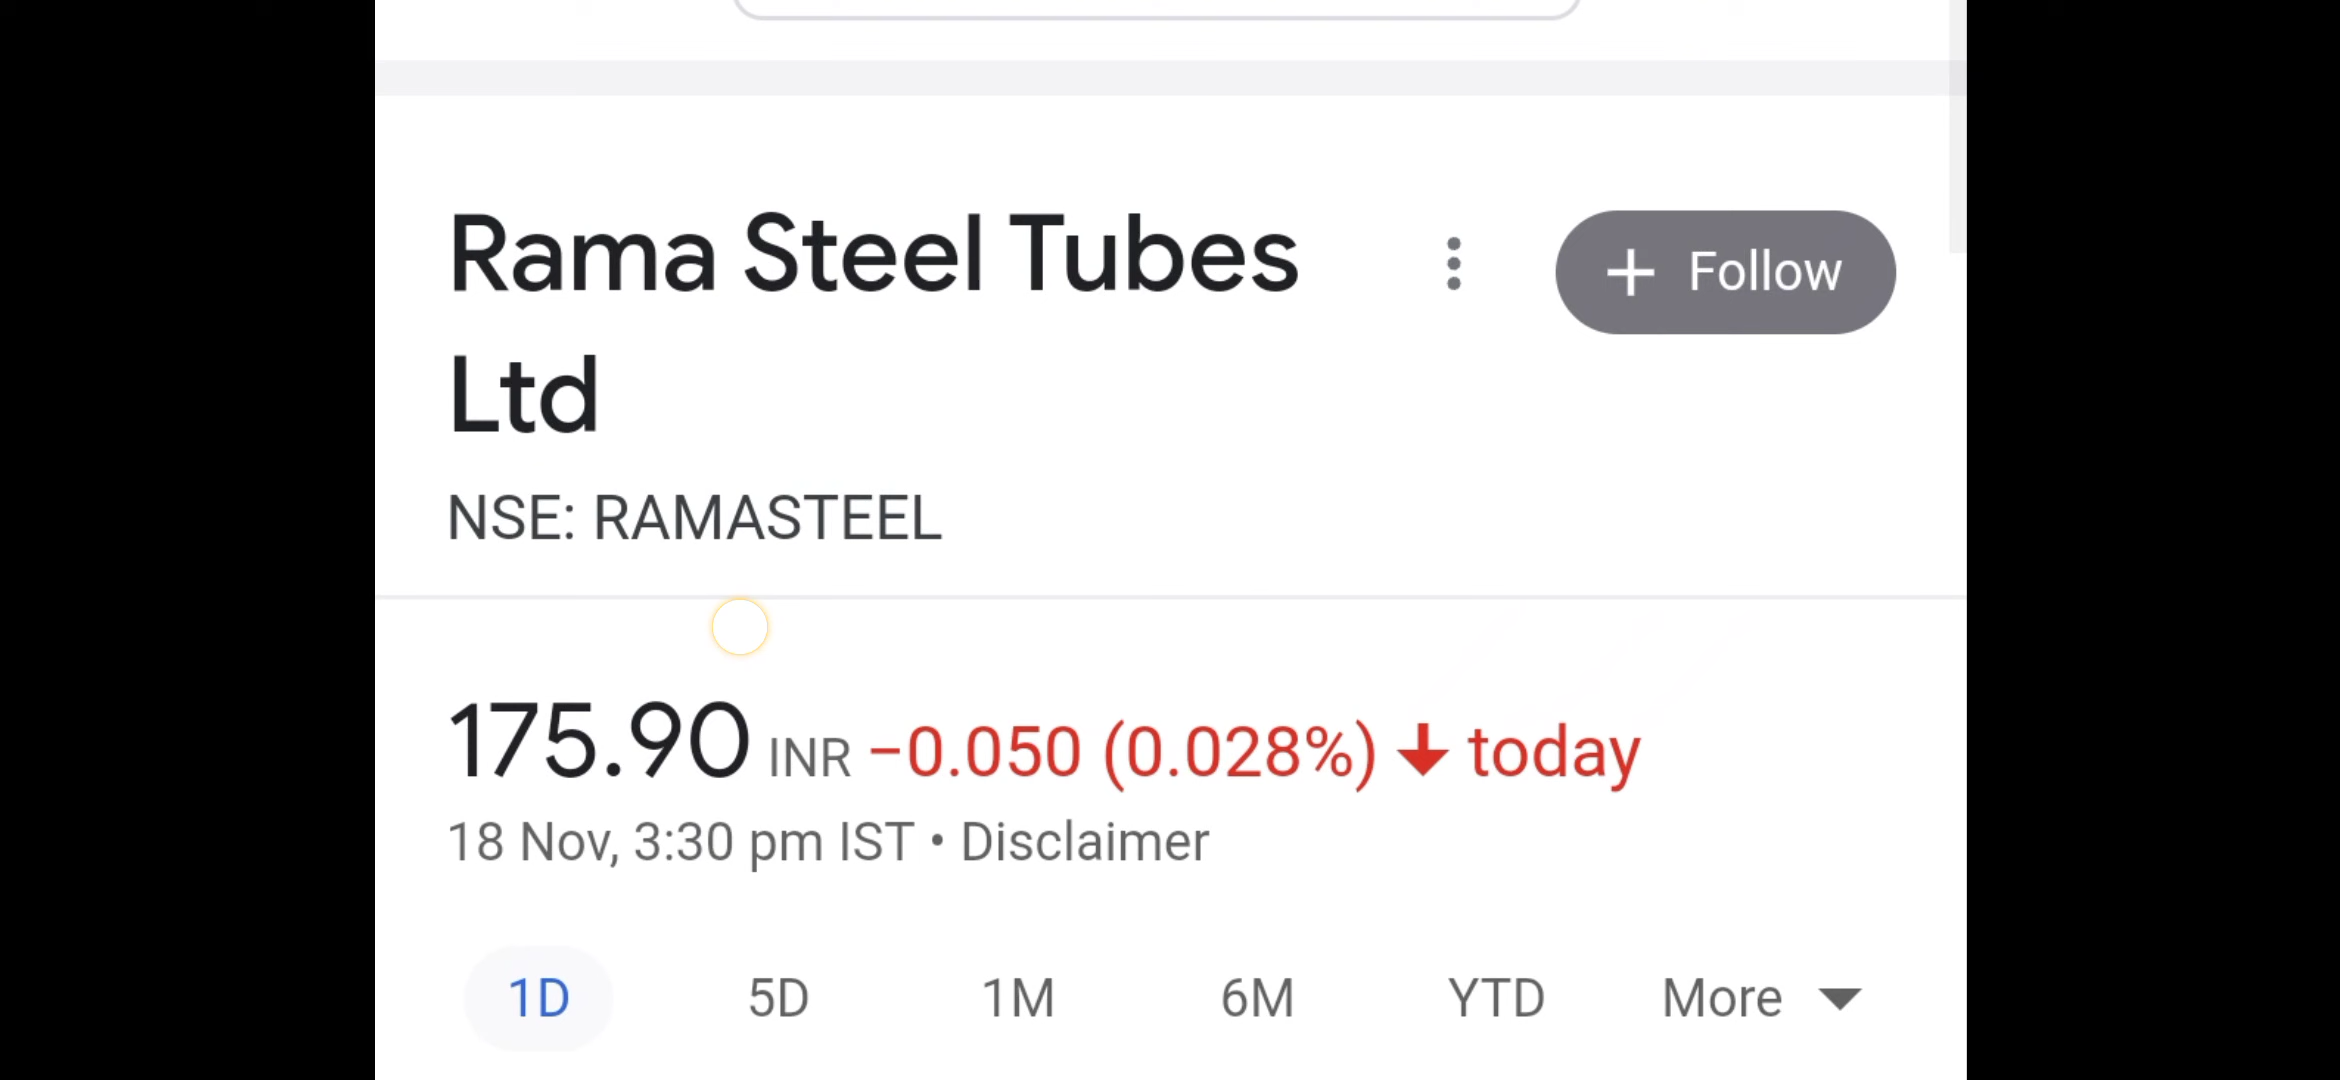 Rama Steel Tubes
Ltd
+ Follow
NSE: RAMASTEEL
175.90 INR −0.050 (0.028%) ↓ today
18 Nov, 3:30 pm IST • Disclaimer
1D 5D 1M 6M YTD More